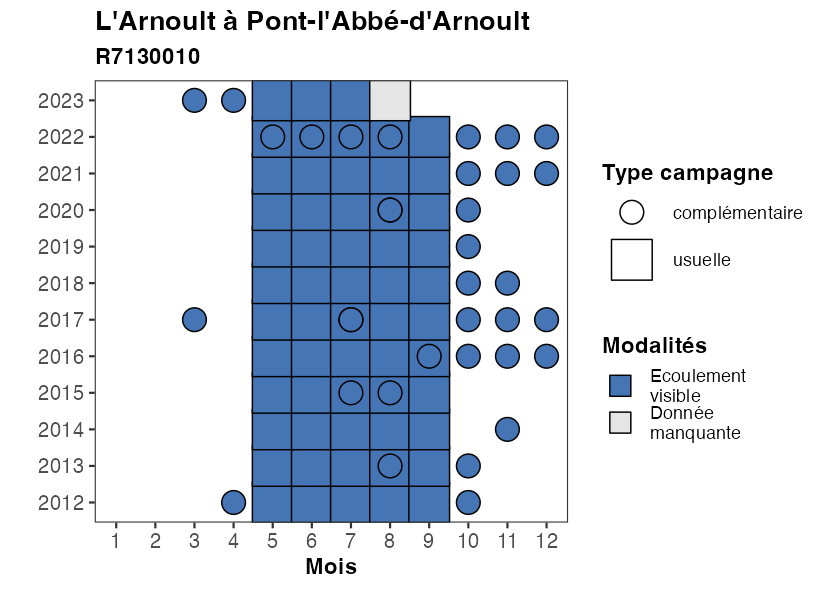 L'Arnoult à Pont-l'Abbé-d'Arnoult
R7130010
2023
2022
2021
2020
2019
2018
2017
2016
2015
2014
2013
2012
1 2 3 4 5 6 7 8 9 10 11 12
Mois
Type campagne
complémentaire
usuelle
Modalités
Ecoulement
visible
Donnée
manquante